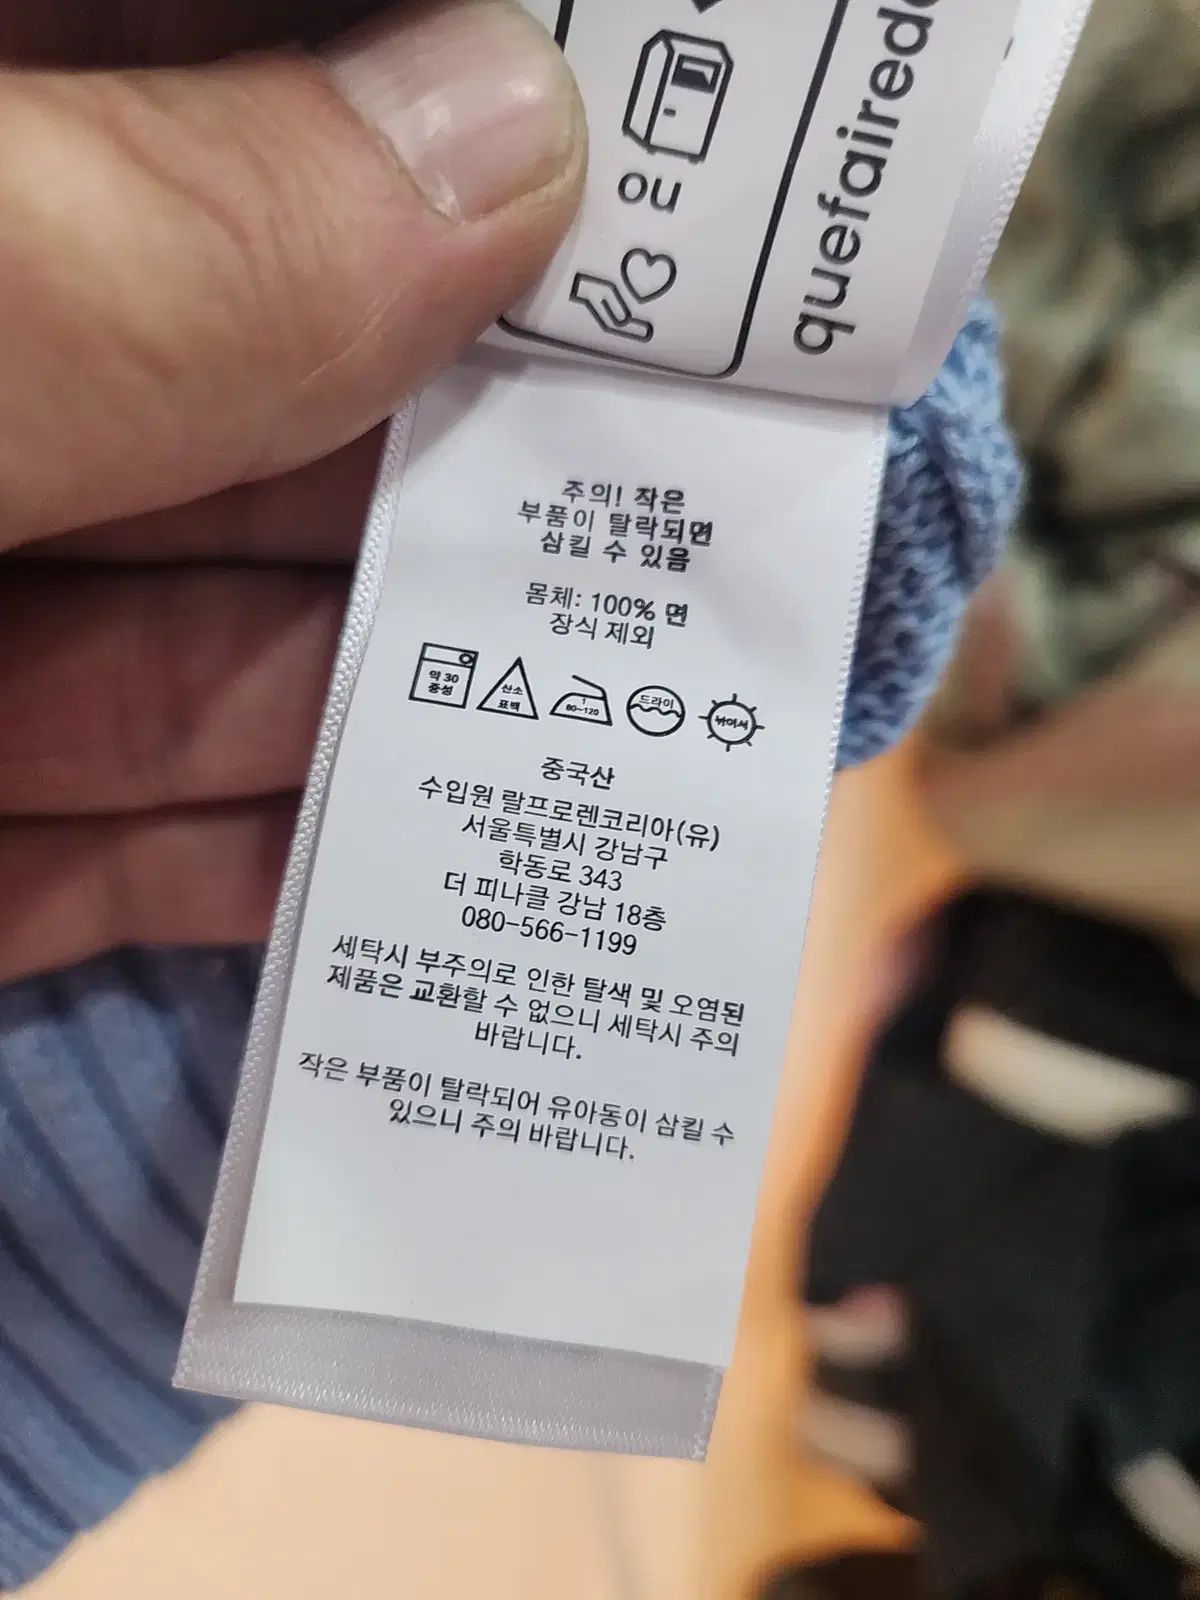 quefairede
OU
주의! 작은
부품이 탈락되면
삼킬 수 있음
몸체: 100% 면
장식 제외
약 30
중성
산소
표백
1
80~120
드라이
뉘어서
중국산
수입원 랄프로렌코리아(유)
서울특별시 강남구
학동로 343
더 피나클 강남 18층
080-566-1199
세탁시 부주의로 인한 탈색 및 오염된
제품은 교환할 수 없으니 세탁시 주의
바랍니다.
작은 부품이 탈락되어 유아동이 삼킬 수
있으니 주의 바랍니다.